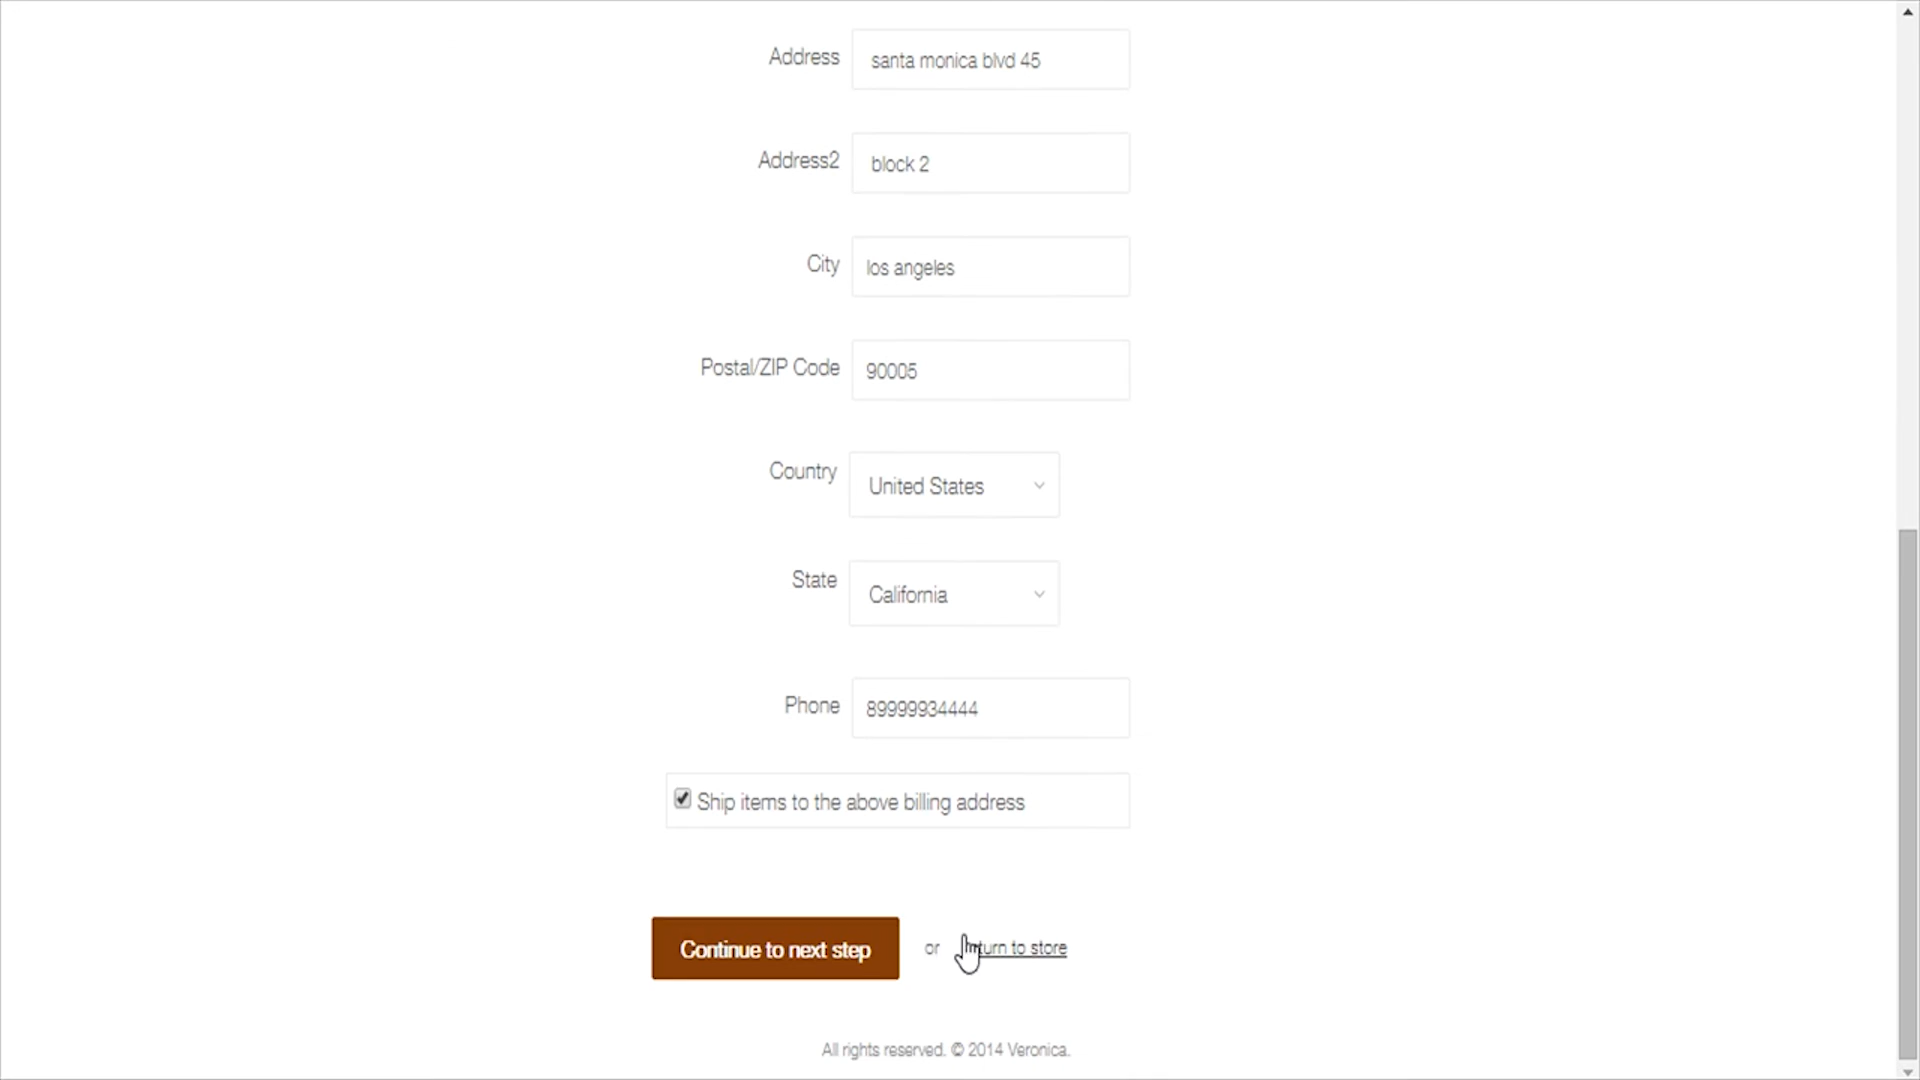 Address santa monica blvd 45
Address2 block 2
City los angeles
Postal/ZIP Code 90005
Country United States
State California
Phone 89999934444
Ship items to the above billing address
Continue to next step or return to store
All rights reserved. © 2014 Veronica.